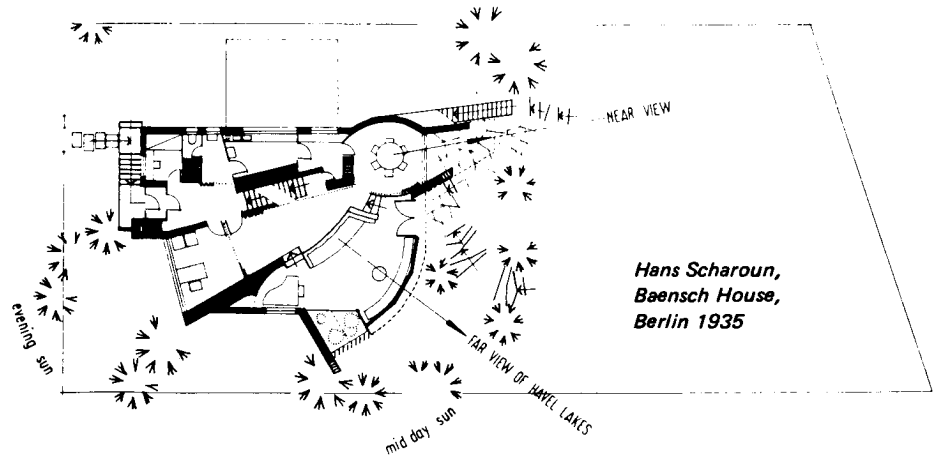 NEAR VIEW
Hans Scharoun,
Baensch House,
Berlin 1935
evening sun
FAR VIEW OF HAVEL LAKES
mid day sun